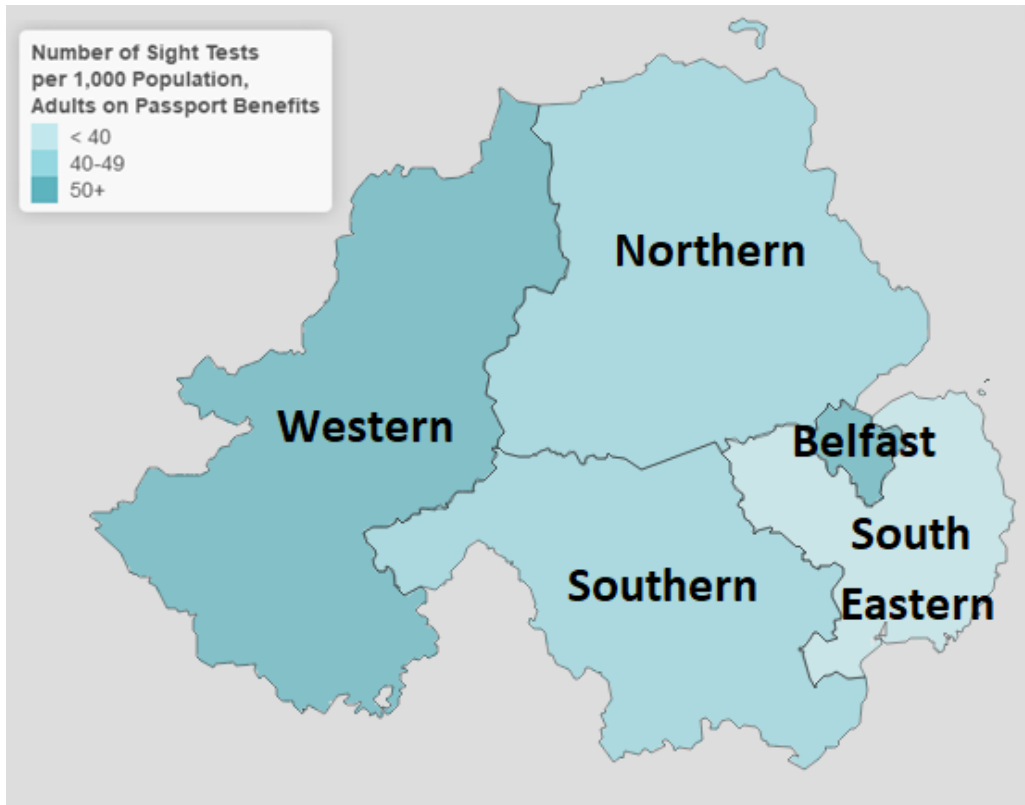 Number of Sight Tests
per 1,000 Population,
Adults on Passport Benefits
< 40
40-49
50+
Northern
Western
Belfast
South
Eastern
Southern